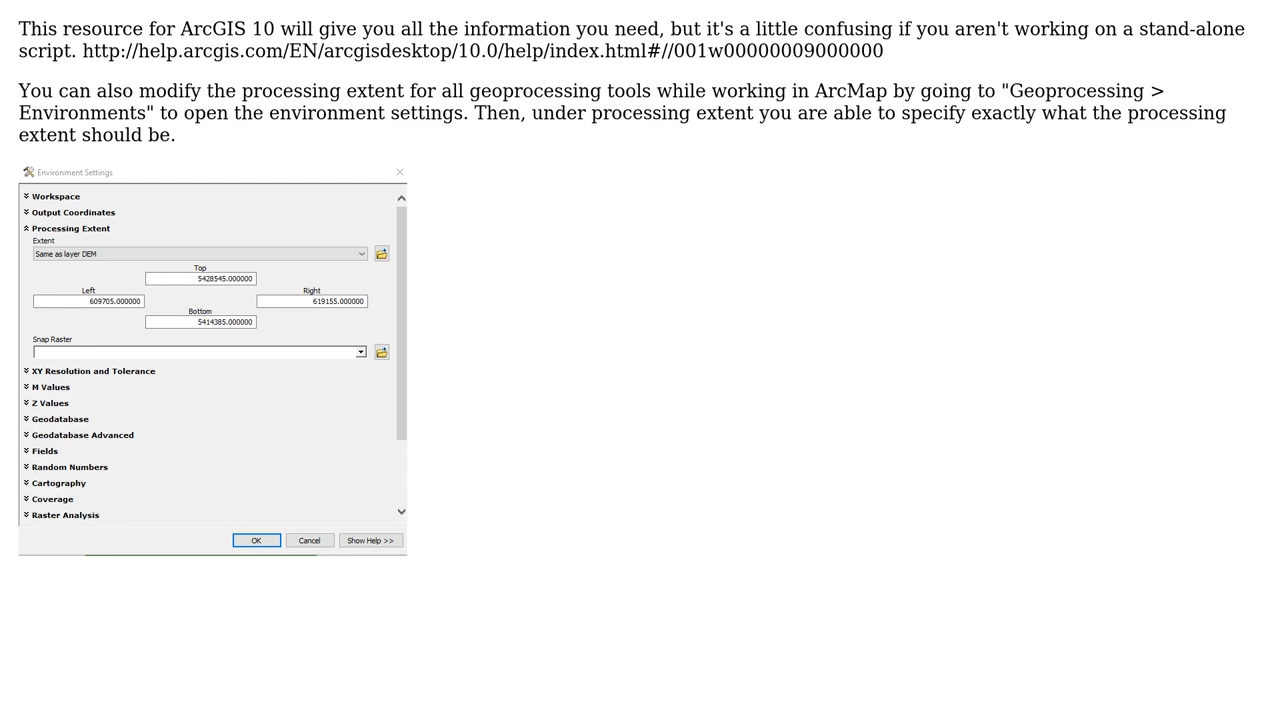 This resource for ArcGIS 10 will give you all the information you need, but it's a little confusing if you aren't working on a stand-alone
script. http://help.arcgis.com/EN/arcgisdesktop/10.0/help/index.html#//001w00000009000000
You can also modify the processing extent for all geoprocessing tools while working in ArcMap by going to "Geoprocessing >
Environments" to open the environment settings. Then, under processing extent you are able to specify exactly what the processing
extent should be.
Environment Settings
Workspace
Output Coordinates
Processing Extent
Extent
Same as layer DEM
Top
5428545.000000
Left Right
609705.000000 619155.000000
Bottom
5414385.000000
Snap Raster
XY Resolution and Tolerance
M Values
Z Values
Geodatabase
Geodatabase Advanced
Fields
Random Numbers
Cartography
Coverage
Raster Analysis
OK Cancel Show Help >>